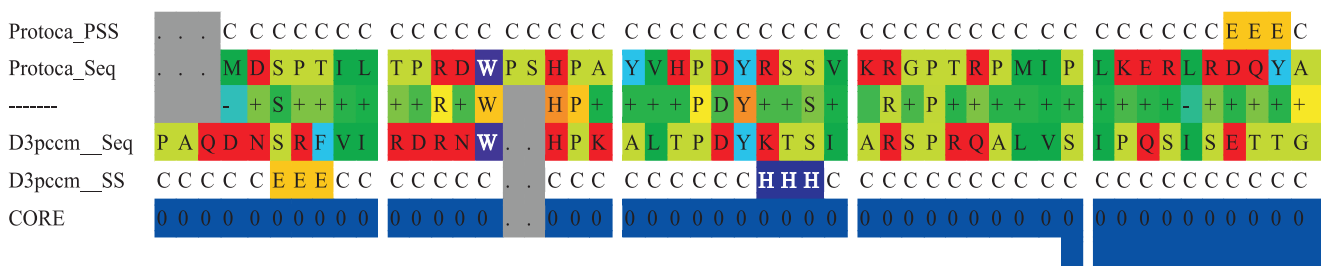 Protoca_PSS . . . C C C C C C C C C C C C C C C C C C C C C C C C C C C C C C C C C C C C C C C C C C C E E E C
Protoca_Seq . . . M D S P T I L T P R D W P S H P A Y V H P D Y R S S V K R G P T R P M I P L K E R L R D Q Y A
------- - + S + + + + + + R + W H P + + + + P D Y + + S + R + P + + + + + + + + + + - + + + + +
D3pccm__Seq P A Q D N S R F V I R D R N W . . H P K A L T P D Y K T S I A R S P R Q A L V S I P Q S I S E T T G
D3pccm__SS C C C C C E E E C C C C C C C . . C C C C C C C C C H H H C C C C C C C C C C C C C C C C C C C C C
CORE 0 0 0 0 0 0 0 0 0 0 0 0 0 0 0 . . 0 0 0 0 0 0 0 0 0 0 0 0 0 0 0 0 0 0 0 0 0 0 0 0 0 0 0 0 0 0 0 0 0